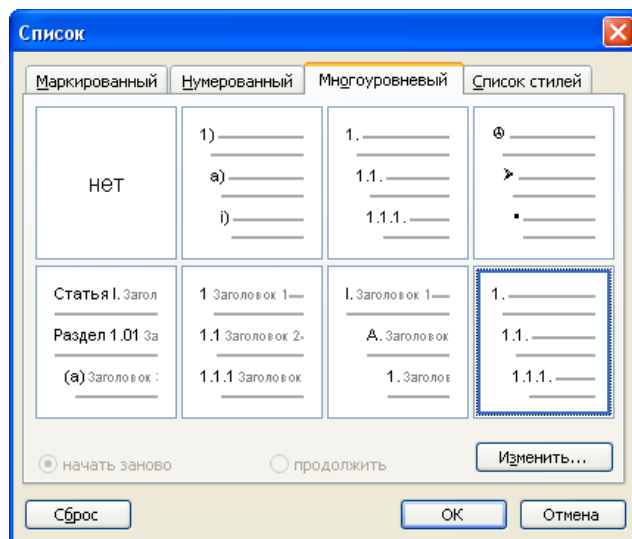 Список
Маркированный Нумерованный Многоуровневый Список стилей
нет
1)
a)
i)
1.
1.1.
1.1.1.
Статья I. Загол
Раздел 1.01 За
(a) Заголовок :
1 Заголовок 1
1.1 Заголовок 2
1.1.1 Заголовок
I. Заголовок 1
A. Заголовок
1. Заголов
1.
1.1.
1.1.1.
начать заново продолжить Изменить...
Сброс ОК Отмена